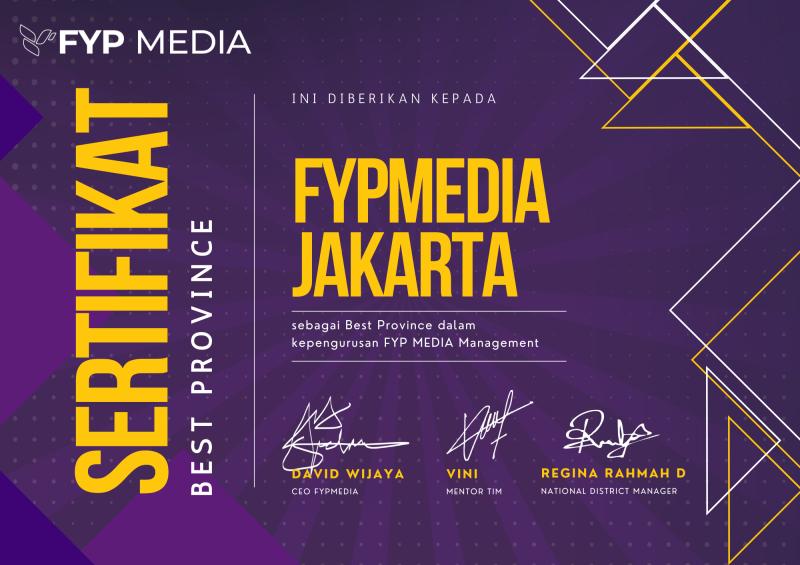 FYP MEDIA
SERTIFIKAT
BEST PROVINCE
INI DIBERIKAN KEPADA
FYPMEDIA
JAKARTA
sebagai Best Province dalam
kepengurusan FYP MEDIA Management
DAVID WIJAYA
CEO FYPMEDIA
VINI
MENTOR TIM
REGINA RAHMAH D
NATIONAL DISTRICT MANAGER